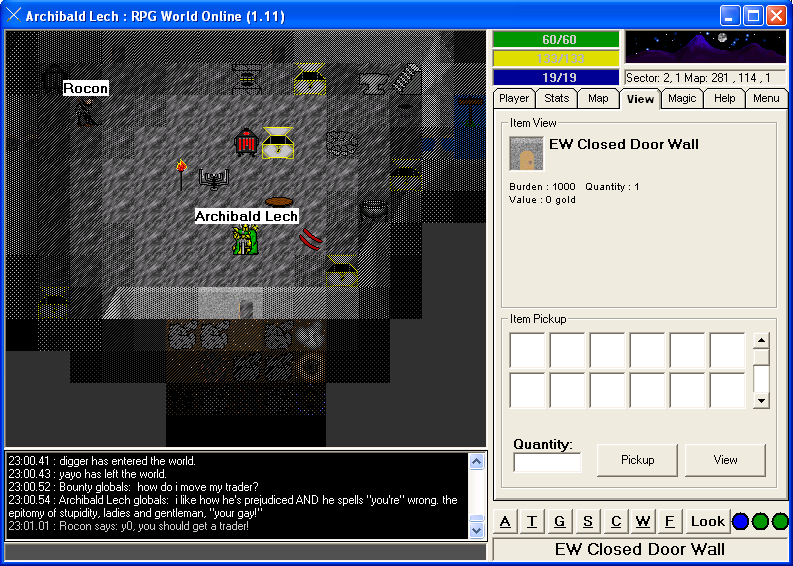 Archibald Lech : RPG World Online (1.11)
60/60
133/133
19/19
Sector: 2, 1 Map: 281 , 114 , 1
Player Stats Map View Magic Help Menu
Rocon
Archibald Lech
Item View
EW Closed Door Wall
Burden : 1000 Quantity : 1
Value : 0 gold
Item Pickup
Quantity:
Pickup View
23:00.41 : digger has entered the world.
23:00.43 : yayo has left the world.
23:00.52 : Bounty globals: how do i move my trader?
23:00.54 : Archibald Lech globals: i like how he's prejudiced AND he spells "you're" wrong. the
epitomy of stupidity, ladies and gentleman, "your gay!"
23:01.01 : Rocon says: y0, you should get a trader!
A T G S C W F Look
EW Closed Door Wall